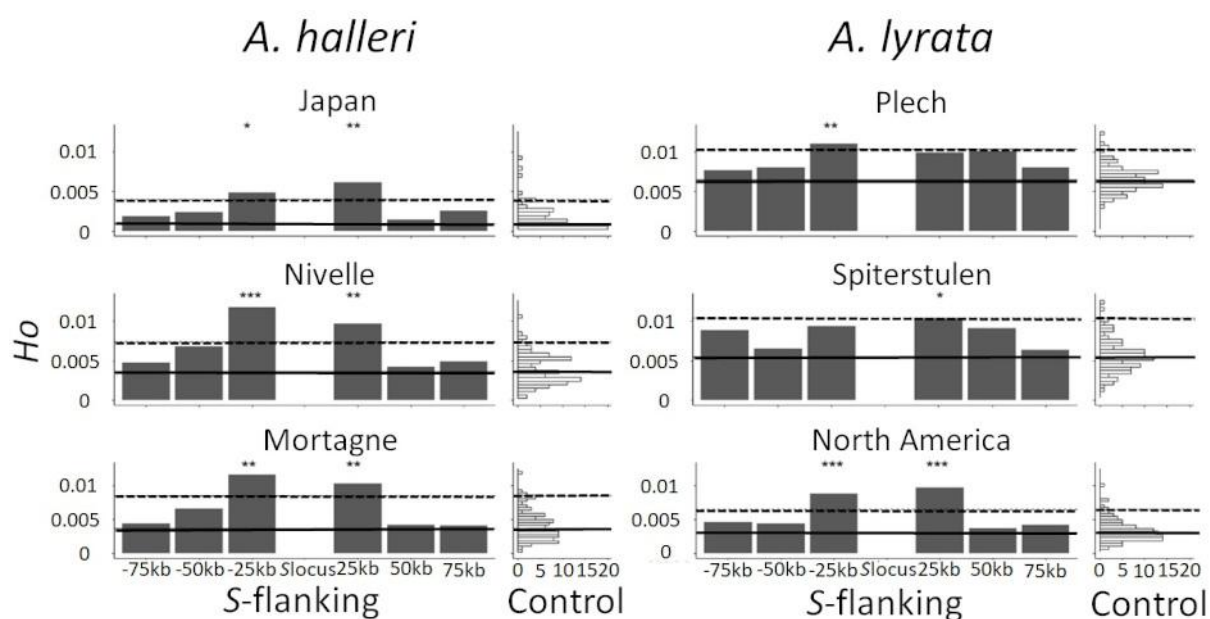 A. halleri
A. lyrata
Japan
Plech
* **
**
0.01
0.005
0
0.01
0.005
0
Nivelle
Spiterstulen
*** **
*
0.01
0.005
0
0.01
0.005
0
Ho
Mortagne
North America
** **
*** ***
0.01
0.005
0
0.01
0.005
0
-75kb -50kb -25kb Slocus 25kb 50kb 75kb
0 5 10 15 20
-75kb -50kb -25kb Slocus 25kb 50kb 75kb
0 5 10 15 20
S-flanking
Control
S-flanking
Control